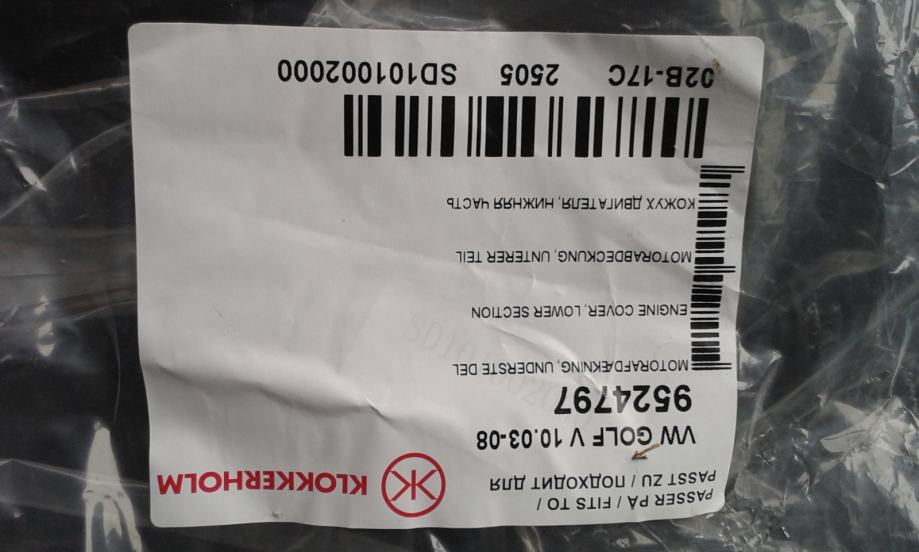 PASSER PÅ / FITS TO /
PASST ZU / ПОДХОДИТ ДЛЯ
KLOKKERHOLM
VW GOLF V 10.03-08
9524797
MOTORAFDÆKNING, UNDERSTE DEL
ENGINE COVER, LOWER SECTION
MOTORABDECKUNG, UNTERER TEIL
КОЖУХ ДВИГАТЕЛЯ, НИЖНЯЯ ЧАСТЬ
02B-17C 2505 SD101002000